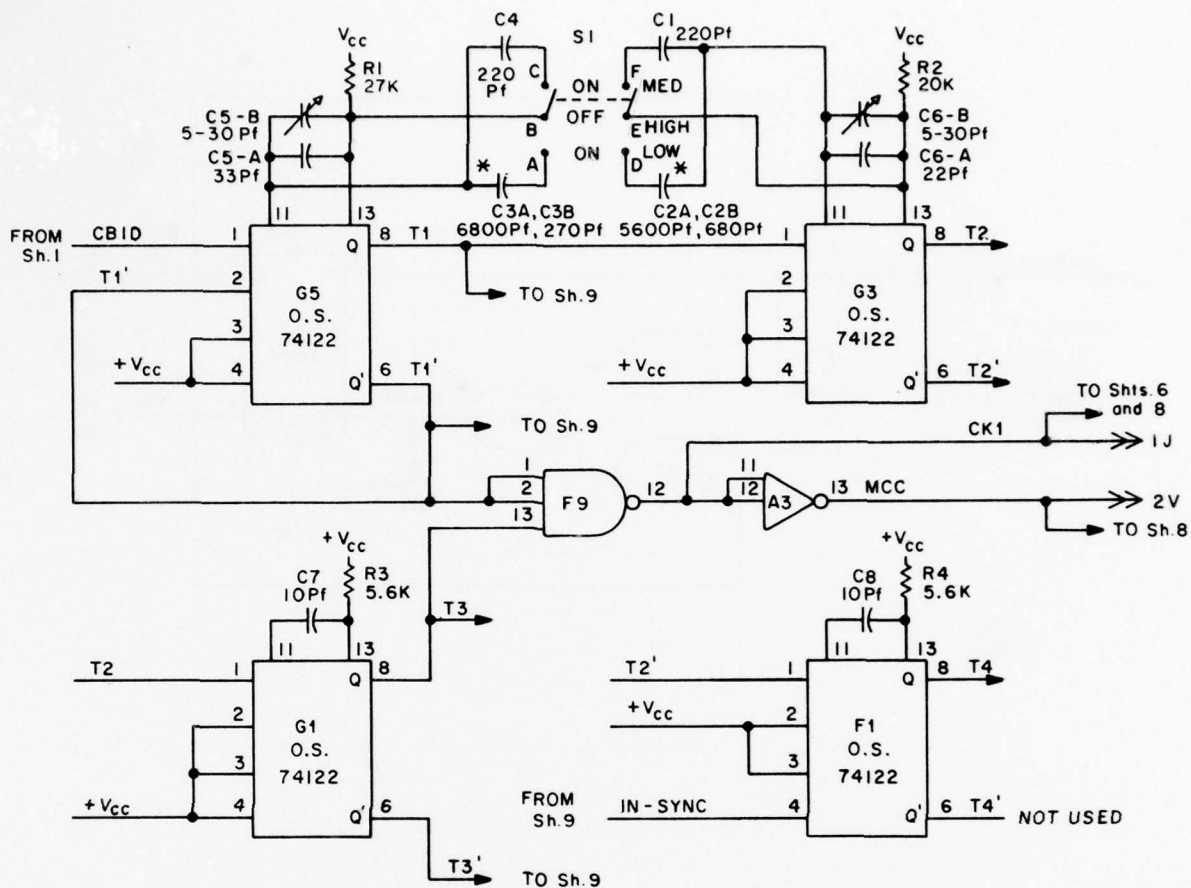 C4
S1
C1
220Pf
VCC
R1
27K
220
Pf
C
ON
OFF
F
MED
VCC
R2
20K
C5-B
5-30 Pf
B
E
HIGH
C6-B
5-30Pf
C5-A
33Pf
*
A
ON
LOW
D
*
C6-A
22Pf
11
13
C3A, C3B
6800Pf, 270Pf
C2A, C2B
5600Pf, 680Pf
11
13
FROM
Sh.1
CBID
1
Q
8
T1
1
Q
8
T2
T1'
2
G5
O.S.
74122
TO Sh. 9
2
G3
O.S.
74122
3
3
+VCC
4
Q'
6
T1'
+VCC
4
Q'
6
T2'
TO Sh.9
TO Shts. 6
and 8
CK1
1J
1
2
13
F9
12
11
12
A3
13
MCC
2V
TO Sh.8
+VCC
R3
5.6K
C7
10Pf
+VCC
R4
5.6K
C8
10Pf
T3
11
13
11
13
T2
1
Q
8
T2'
1
Q
8
T4
2
G1
O.S.
74122
+VCC
2
F1
O.S.
74122
3
3
+VCC
4
Q'
6
FROM
Sh.9
IN-SYNC
4
Q'
6
T4'
NOT USED
T3'
TO Sh. 9